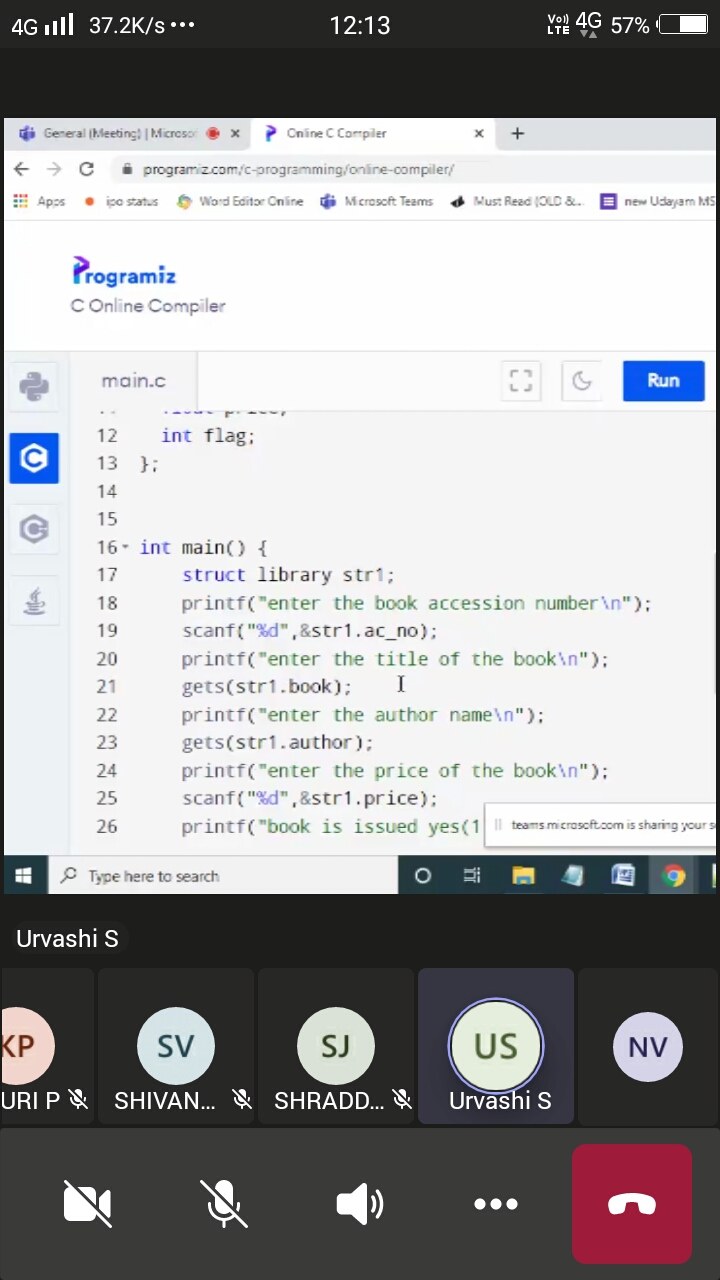 4G 37.2K/s ••• 12:13 Vo)) LTE 4G 57%
General (Meeting) | Microso Online C Compiler
programiz.com/c-programming/online-compiler/
Apps ipo status Word Editor Online Microsoft Teams Must Read (OLD &... new Udayam MS
Programiz
C Online Compiler
main.c Run
12 int flag;
13 };
14
15
16 int main() {
17 struct library str1;
18 printf("enter the book accession number\n");
19 scanf("%d",&str1.ac_no);
20 printf("enter the title of the book\n");
21 gets(str1.book);
22 printf("enter the author name\n");
23 gets(str1.author);
24 printf("enter the price of the book\n");
25 scanf("%d",&str1.price);
26 printf("book is issued yes(1
teams.microsoft.com is sharing your s
Type here to search
Urvashi S
KP SV SJ US NV
URI P SHIVAN... SHRADD... Urvashi S